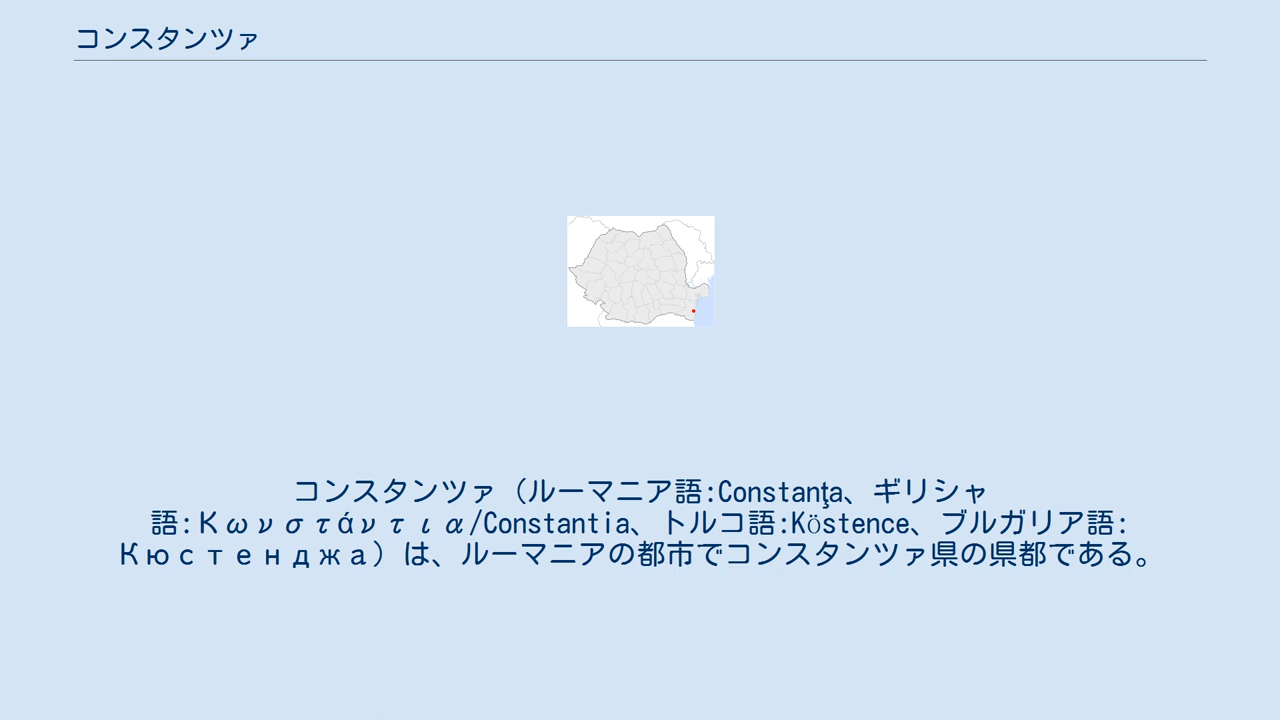 コンスタンツァ
コンスタンツァ（ルーマニア語:Constanţa、ギリシャ
語:Κωνστάντια/Constantia、トルコ語:Köstence、ブルガリア語:
Кюстенджа）は、ルーマニアの都市でコンスタンツァ県の県都である。